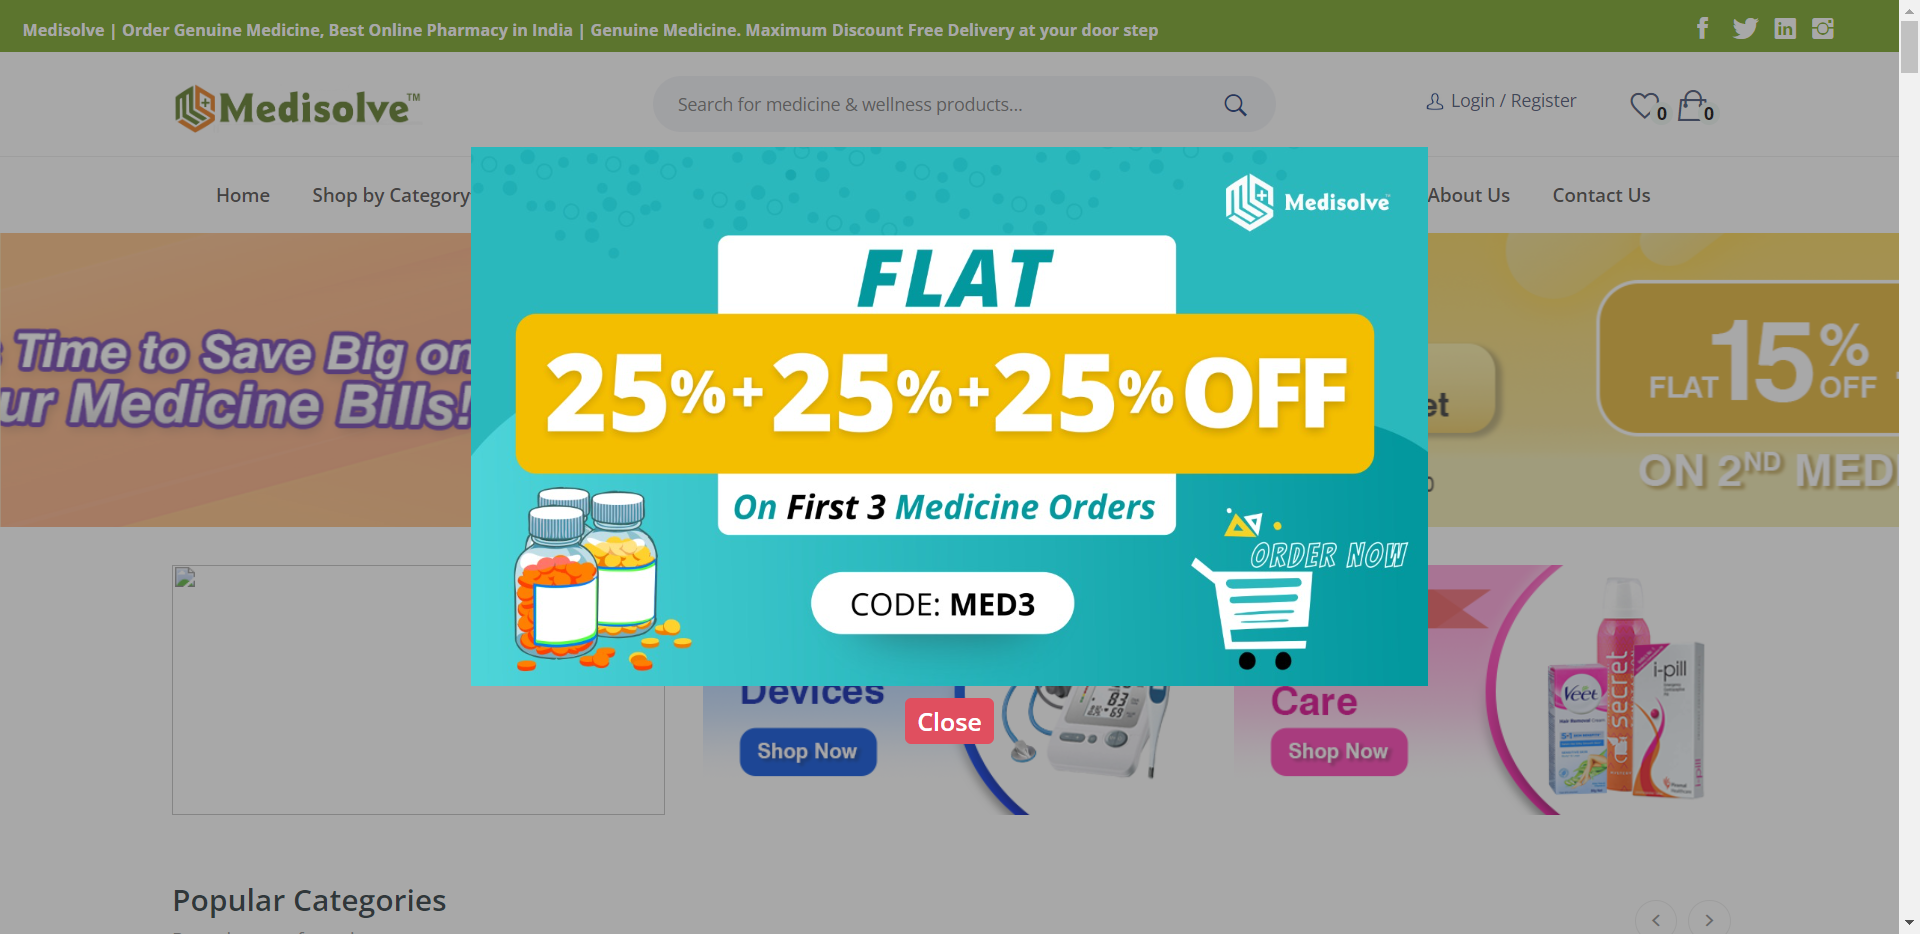 Medisolve | Order Genuine Medicine, Best Online Pharmacy in India | Genuine Medicine. Maximum Discount Free Delivery at your door step
Medisolve™
Search for medicine & wellness products...
Login / Register
0
0
Home
Shop by Category
About Us
Contact Us
Medisolve
FLAT
25%+25%+25% OFF
On First 3 Medicine Orders
CODE: MED3
ORDER NOW
Close
Time to Save Big on
ur Medicine Bills!
et
FLAT 15% OFF
ON 2ND MEDI
Devices
Shop Now
83
69
Care
Shop Now
Veet
secret
i-pill
Popular Categories